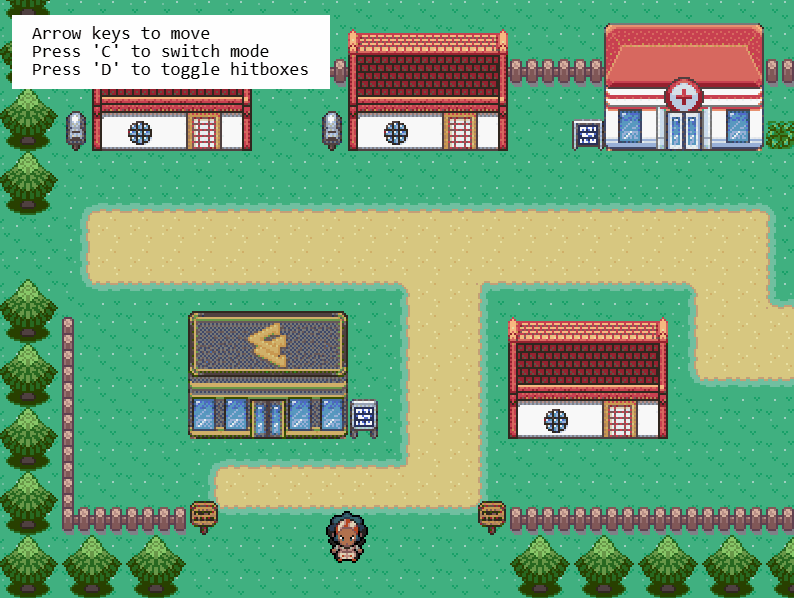 Arrow keys to move
Press 'C' to switch mode
Press 'D' to toggle hitboxes